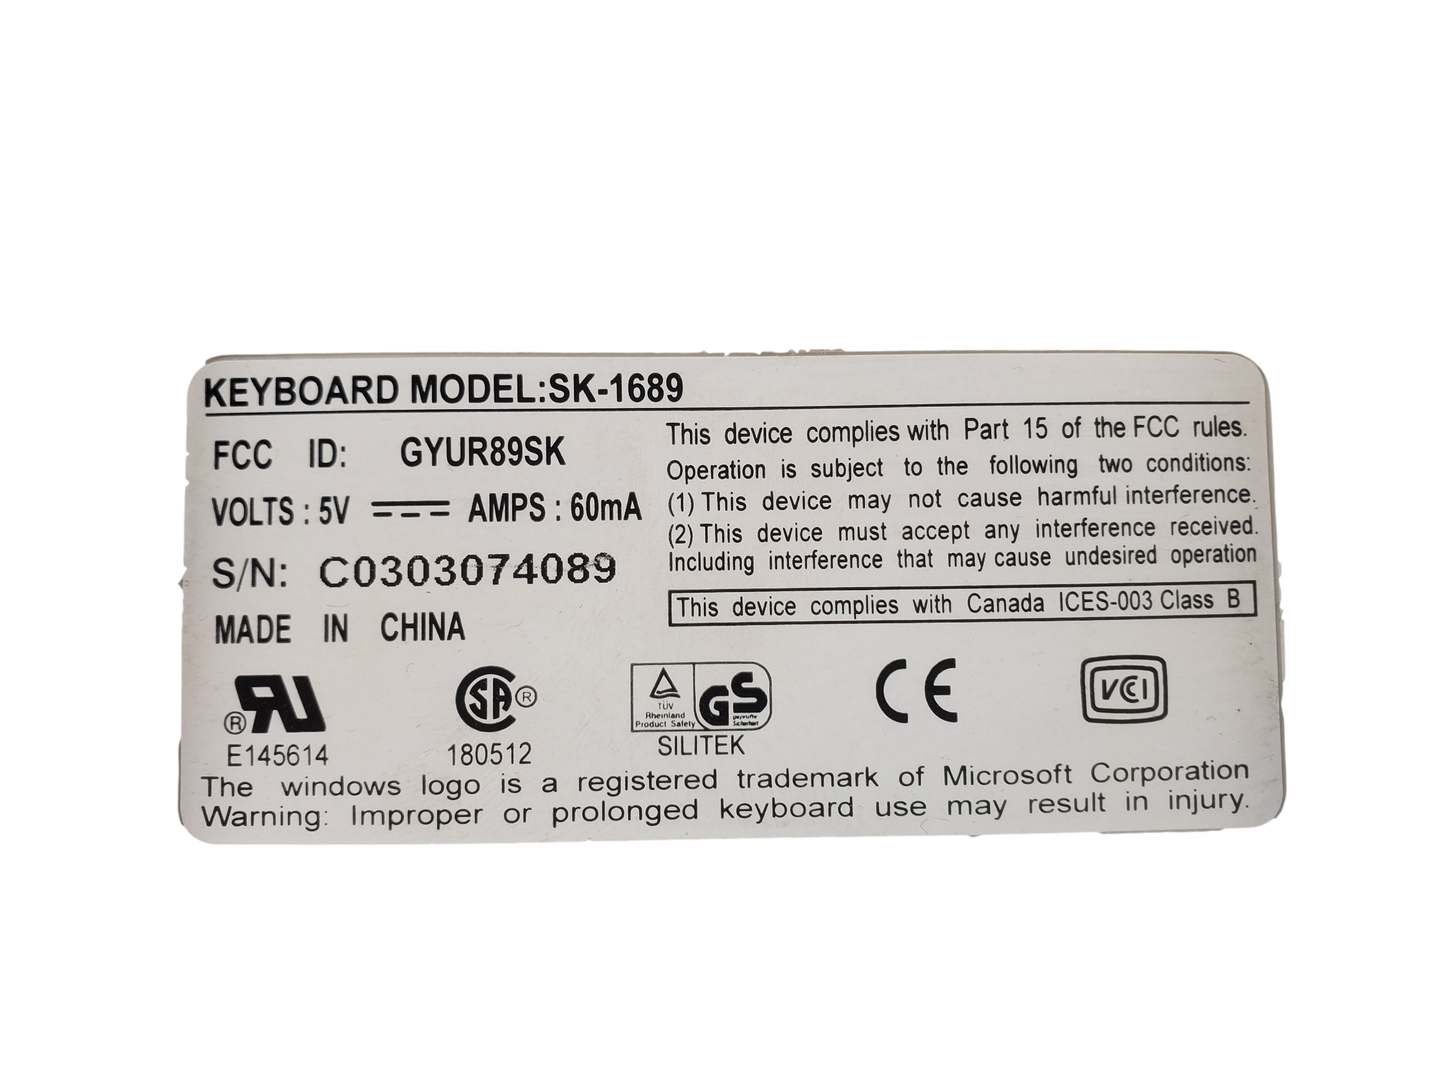 KEYBOARD MODEL:SK-1689
FCC ID: GYUR89SK
VOLTS : 5V AMPS : 60mA
S/N: C0303074089
MADE IN CHINA
This device complies with Part 15 of the FCC rules.
Operation is subject to the following two conditions:
(1) This device may not cause harmful interference.
(2) This device must accept any interference received.
Including interference that may cause undesired operation
This device complies with Canada ICES-003 Class B
® RU
E145614
SA ®
180512
TÜV
Rheinland
Product Safety
GS
geprüfte
Sicherheit
SILITEK
CE
VCI
The windows logo is a registered trademark of Microsoft Corporation
Warning: Improper or prolonged keyboard use may result in injury.